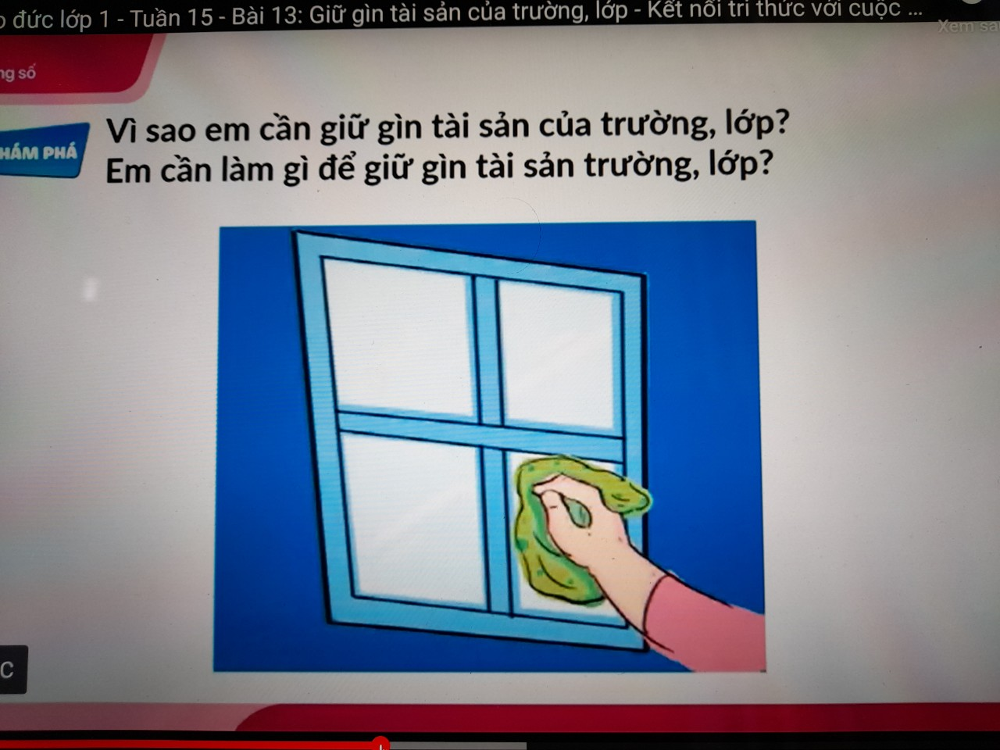 đức lớp 1 - Tuần 15 - Bài 13: Giữ gìn tài sản của trường, lớp - Kết nối tri thức với cuộc ...
Xem sa
ng số
Vì sao em cần giữ gìn tài sản của trường, lớp?
HÁM PHÁ
Em cần làm gì để giữ gìn tài sản trường, lớp?
C